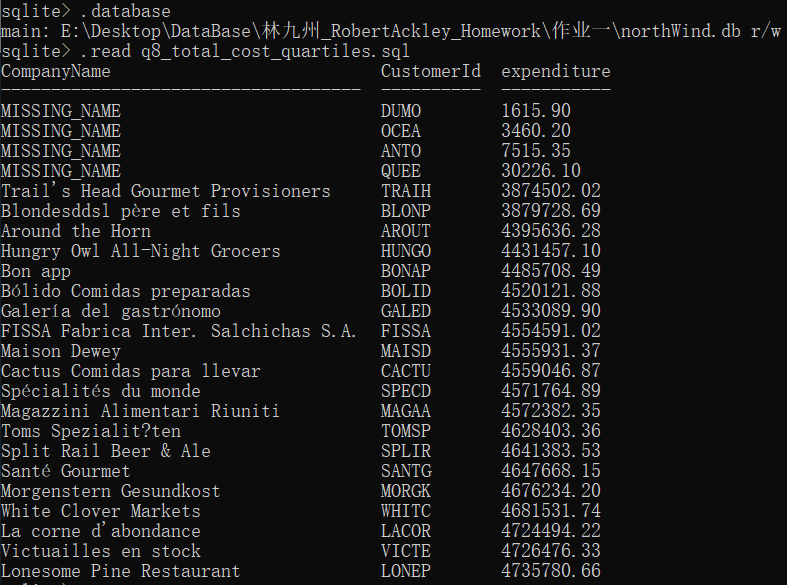 sqlite> .database
main: E:\Desktop\DataBase\林九州_RobertAckley_Homework\作业一\northWind.db r/w
sqlite> .read q8_total_cost_quartiles.sql
CompanyName CustomerId expenditure
---------------------------------- ---------- -----------
MISSING_NAME DUMO 1615.90
MISSING_NAME OCEA 3460.20
MISSING_NAME ANTO 7515.35
MISSING_NAME QUEE 30226.10
Trail's Head Gourmet Provisioners TRAIH 3874502.02
Blondesddsl père et fils BLONP 3879728.69
Around the Horn AROUT 4395636.28
Hungry Owl All-Night Grocers HUNGO 4431457.10
Bon app BONAP 4485708.49
Bólido Comidas preparadas BOLID 4520121.88
Galería del gastrónomo GALED 4533089.90
FISSA Fabrica Inter. Salchichas S.A. FISSA 4554591.02
Maison Dewey MAISD 4555931.37
Cactus Comidas para llevar CACTU 4559046.87
Spécialités du monde SPECD 4571764.89
Magazzini Alimentari Riuniti MAGAA 4572382.35
Toms Spezialit?ten TOMSP 4628403.36
Split Rail Beer & Ale SPLIR 4641383.53
Santé Gourmet SANTG 4647668.15
Morgenstern Gesundkost MORGK 4676234.20
White Clover Markets WHITC 4681531.74
La corne d'abondance LACOR 4724494.22
Victuailles en stock VICTE 4726476.33
Lonesome Pine Restaurant LONEP 4735780.66